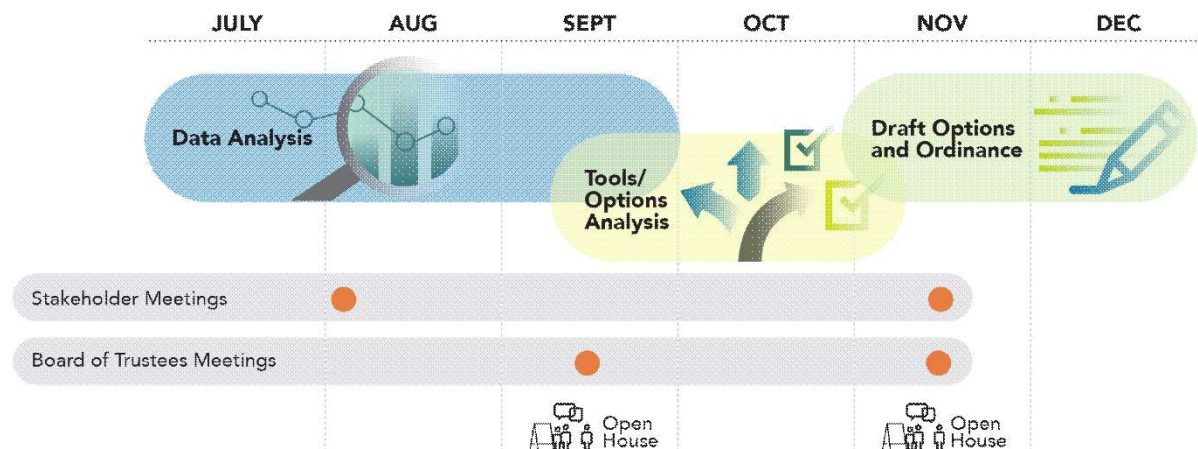 JULY AUG SEPT OCT NOV DEC
Data Analysis
Tools/
Options
Analysis
Draft Options
and Ordinance
Stakeholder Meetings
Board of Trustees Meetings
Open
House
Open
House